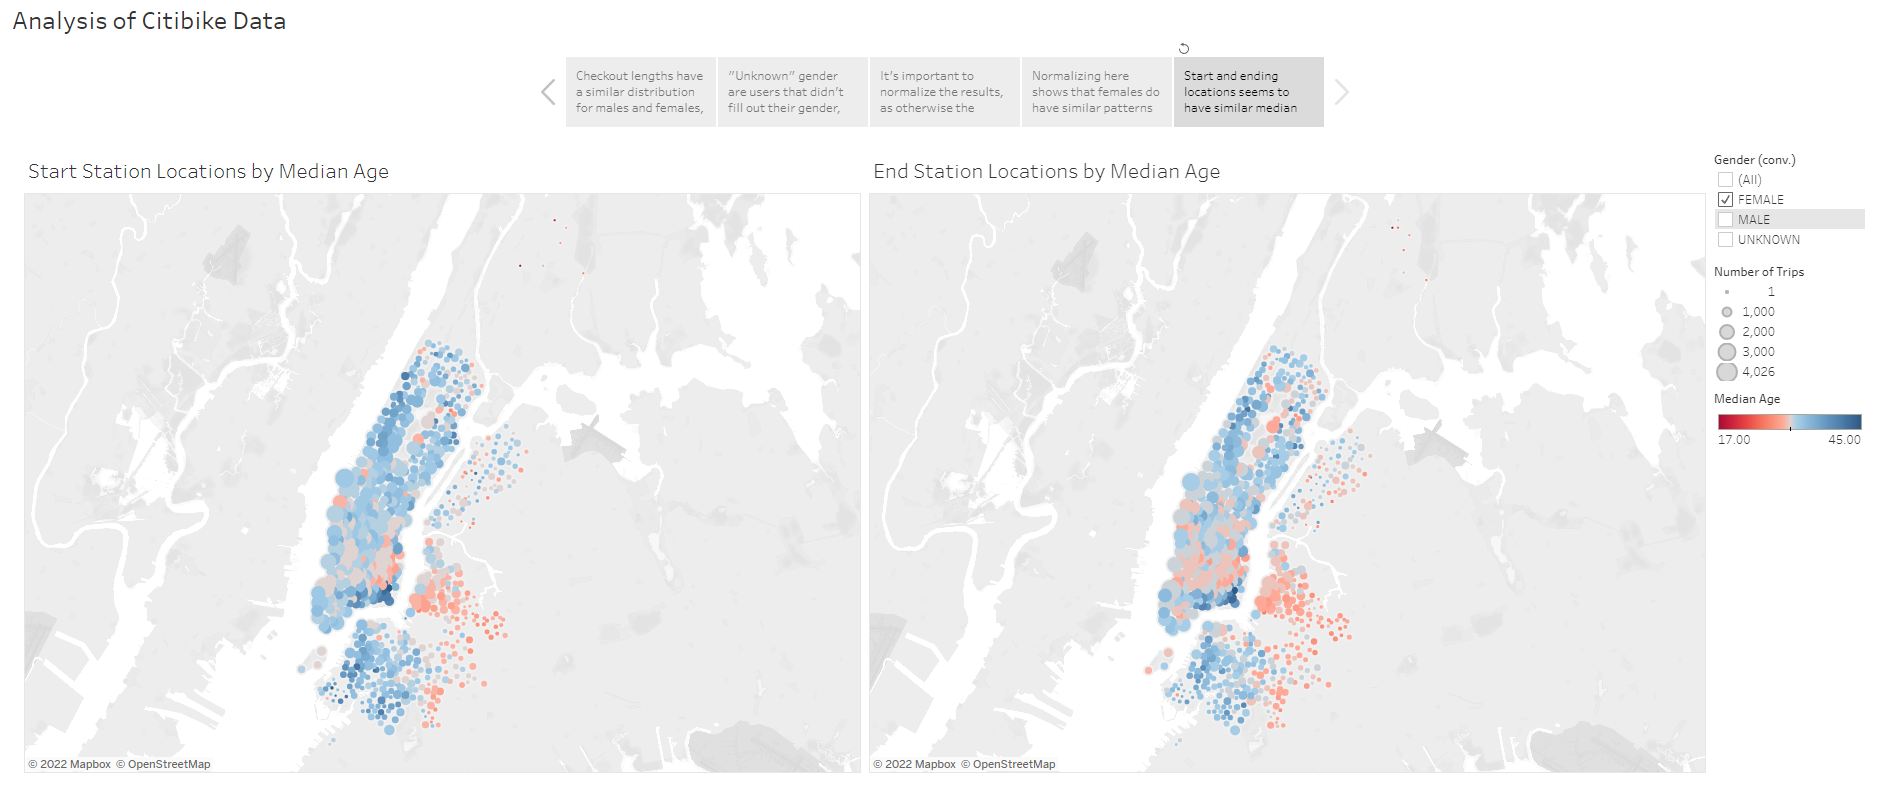 Analysis of Citibike Data
Checkout lengths have
a similar distribution
for males and females,
"Unknown" gender
are users that didn't
fill out their gender,
It's important to
normalize the results,
as otherwise the
Normalizing here
shows that females do
have similar patterns
Start and ending
locations seems to
have similar median
Start Station Locations by Median Age
© 2022 Mapbox © OpenStreetMap
End Station Locations by Median Age
© 2022 Mapbox © OpenStreetMap
Gender (conv.)
(All)
FEMALE
MALE
UNKNOWN
Number of Trips
1
1,000
2,000
3,000
4,026
Median Age
17.00 45.00